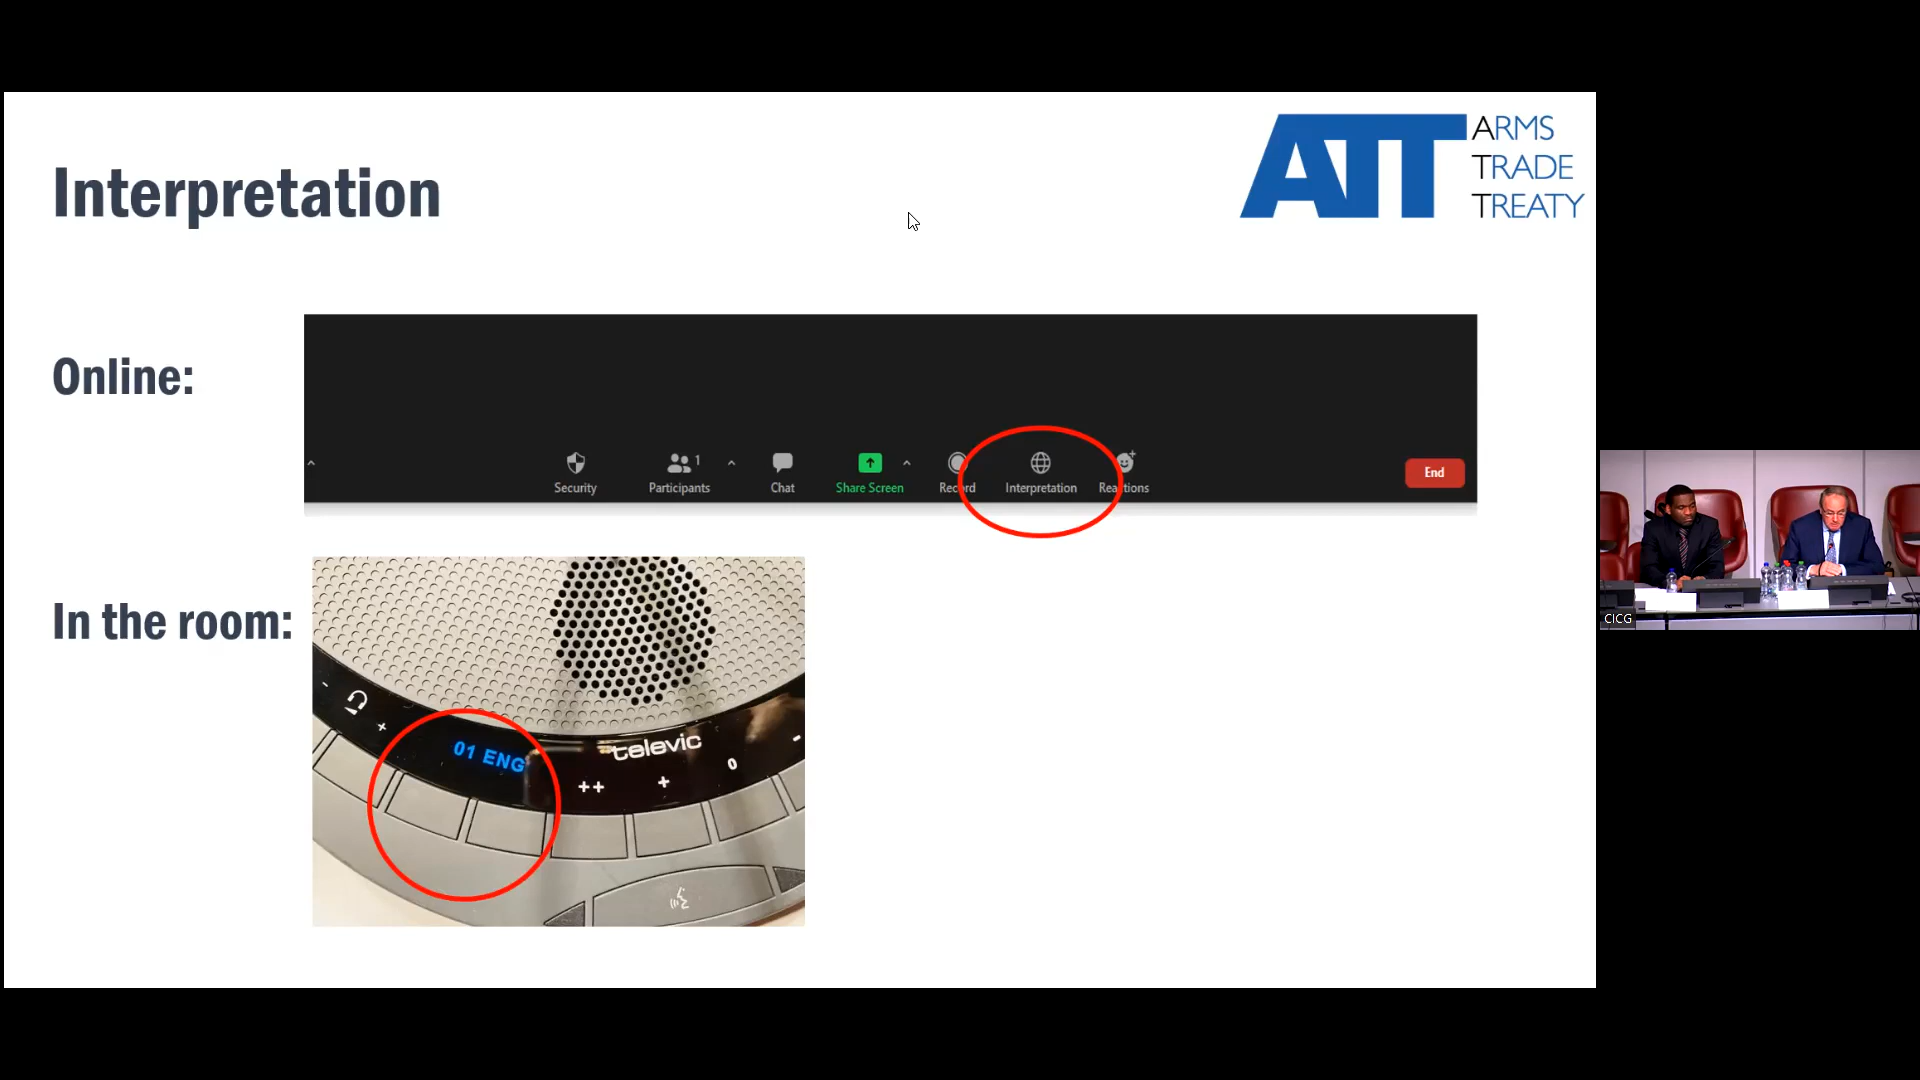 Interpretation
ATT
ARMS
TRADE
TREATY
Online:
Security
Participants
1
Chat
Share Screen
Record
Interpretation
Reactions
End
In the room:
- +
01 ENG
televic
++ + 0 -
CICG